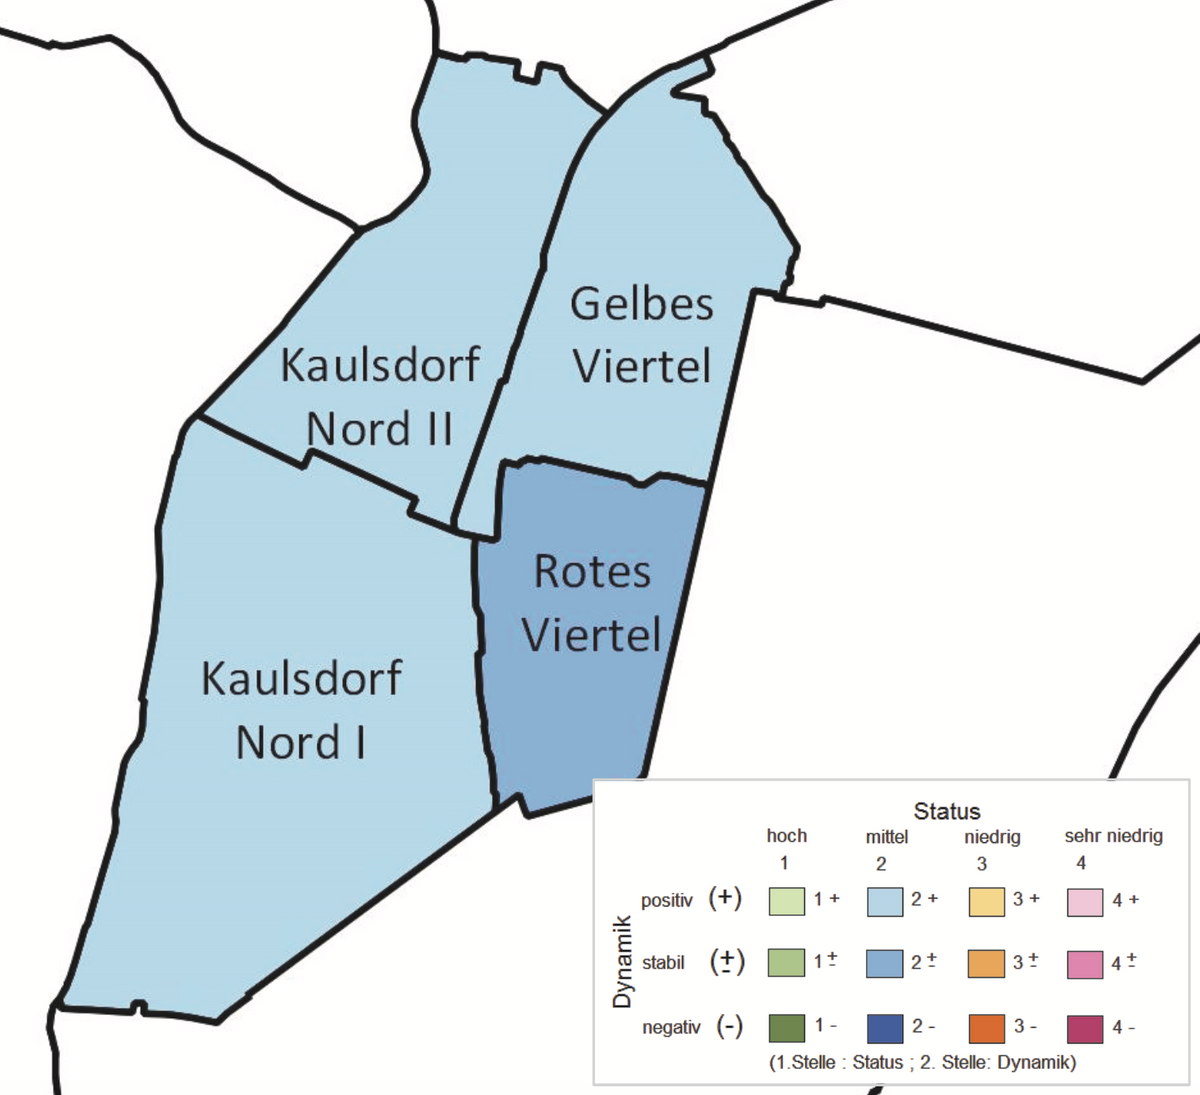 Gelbes
Viertel
Kaulsdorf
Nord II
Rotes
Viertel
Kaulsdorf
Nord I
Status
hoch mittel niedrig sehr niedrig
1 2 3 4
Dynamik
positiv (+) 1 + 2 + 3 + 4 +
stabil (±) 1 ± 2 ± 3 ± 4 ±
negativ (-) 1 - 2 - 3 - 4 -
(1.Stelle : Status ; 2. Stelle: Dynamik)